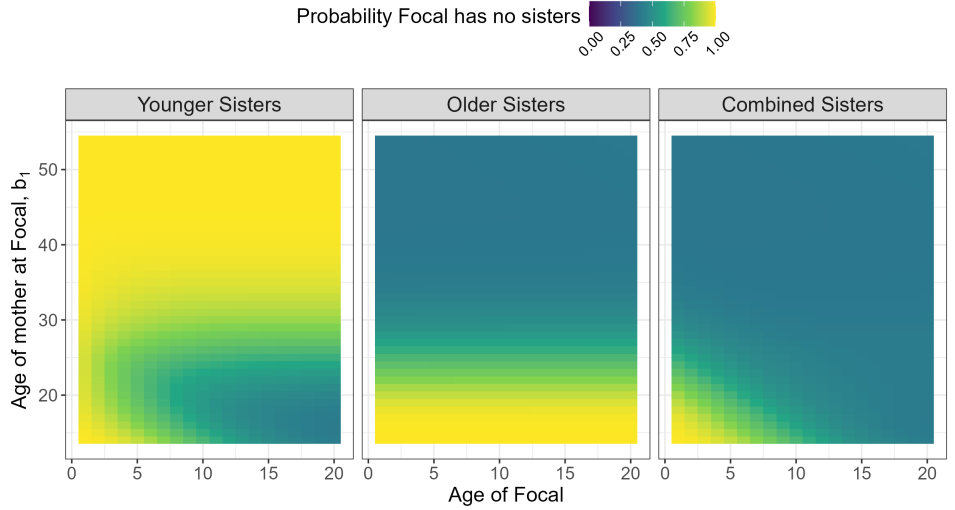 Probability Focal has no sisters
0.00 0.25 0.50 0.75 1.00
Younger Sisters Older Sisters Combined Sisters
Age of mother at Focal, b₁
50
40
30
20
0 5 10 15 20 0 5 10 15 20 0 5 10 15 20
Age of Focal